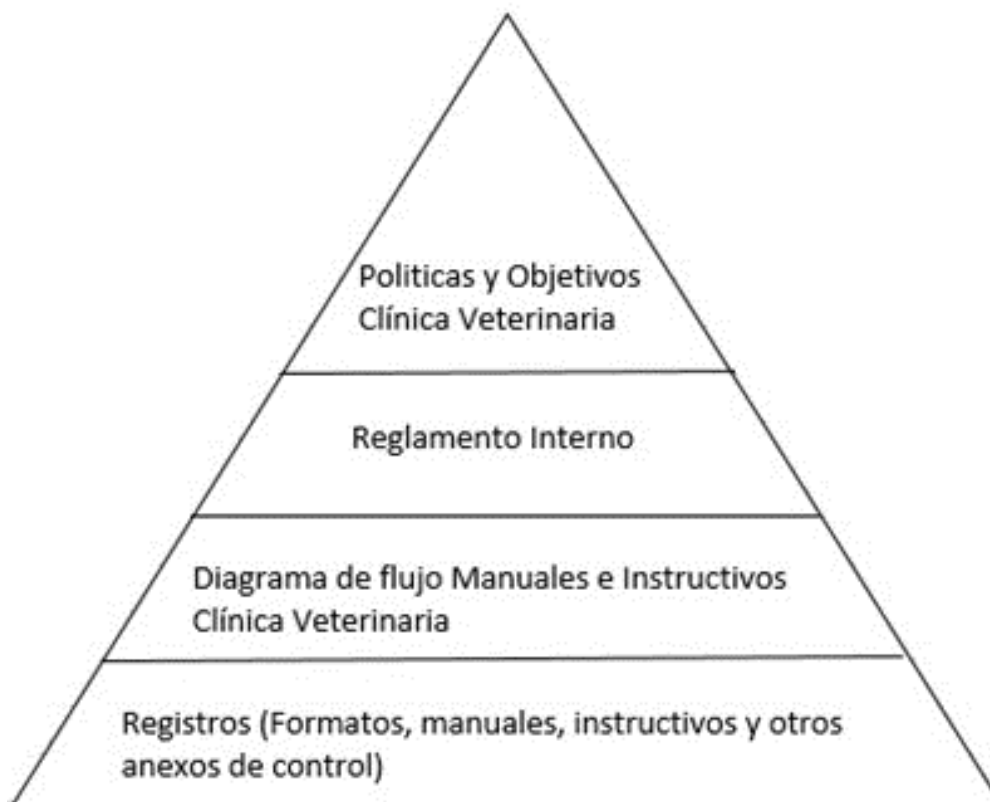 Politicas y Objetivos
Clínica Veterinaria
Reglamento Interno
Diagrama de flujo Manuales e Instructivos
Clínica Veterinaria
Registros (Formatos, manuales, instructivos y otros
anexos de control)